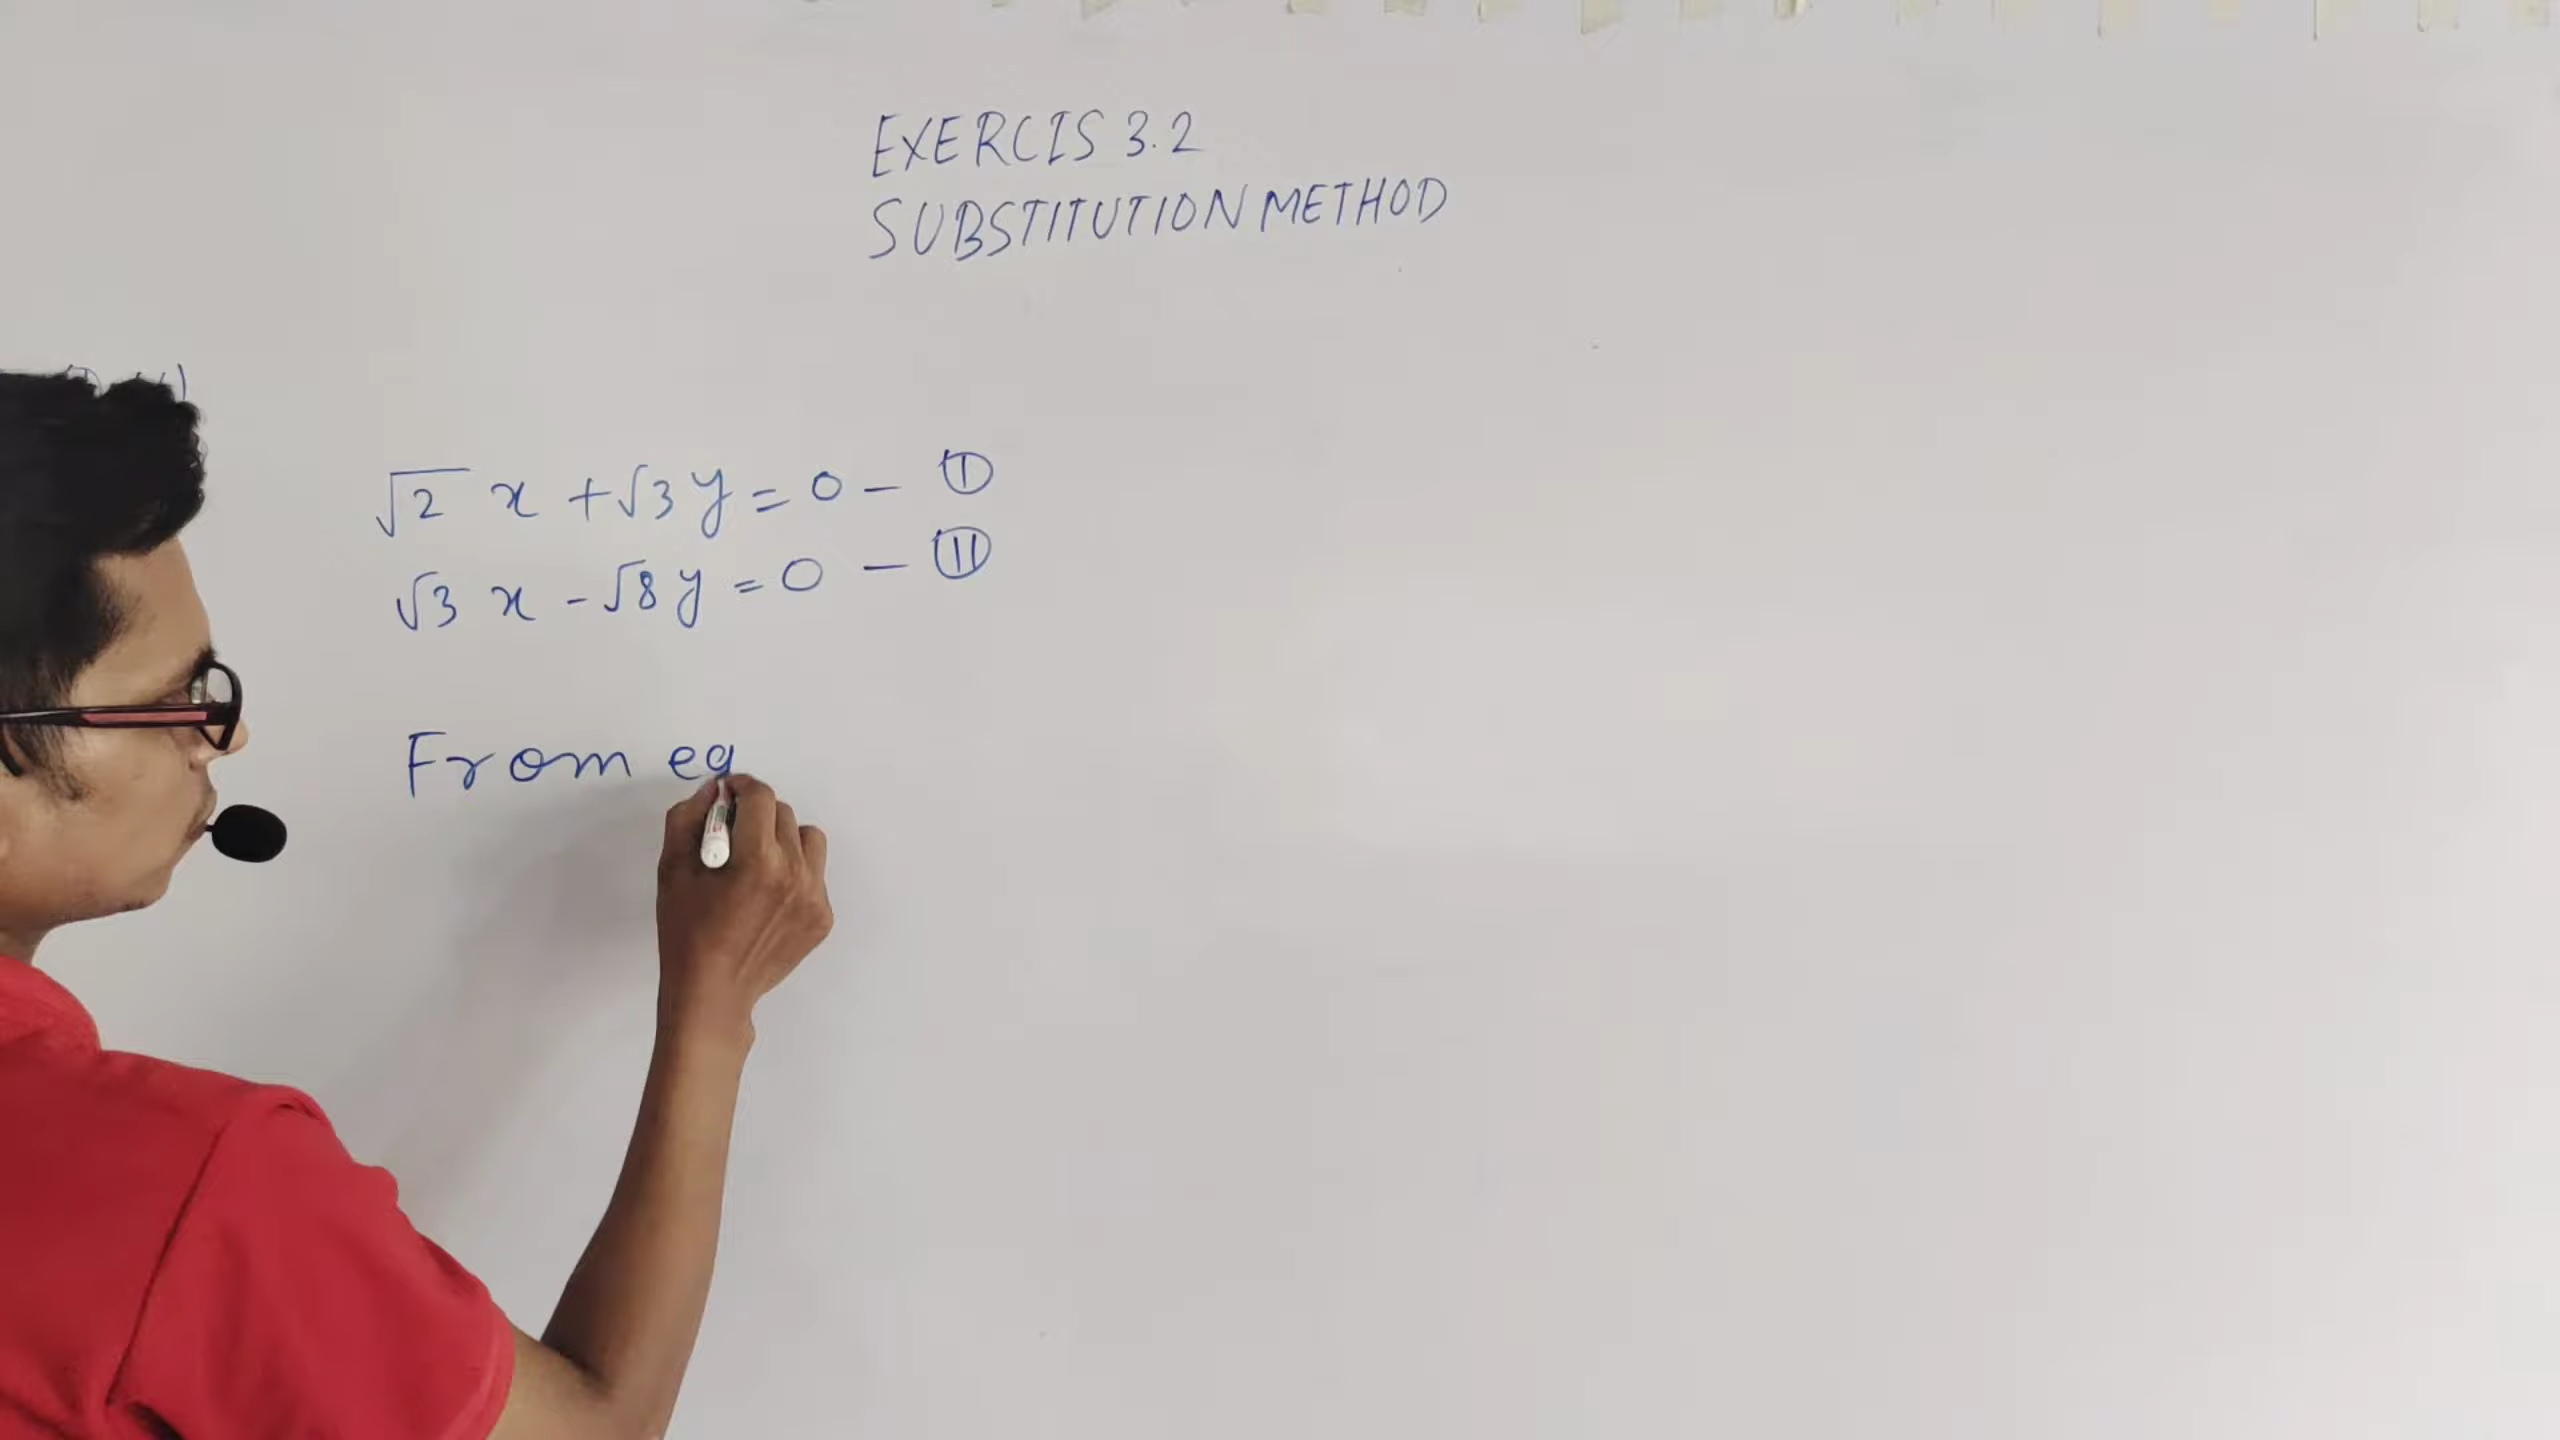 EXERCIS 3.2
SUBSTITUTION METHOD
√2 x + √3 y = 0 - Ⓘ
√3 x - √8 y = 0 - ⓘⓘ
From eq